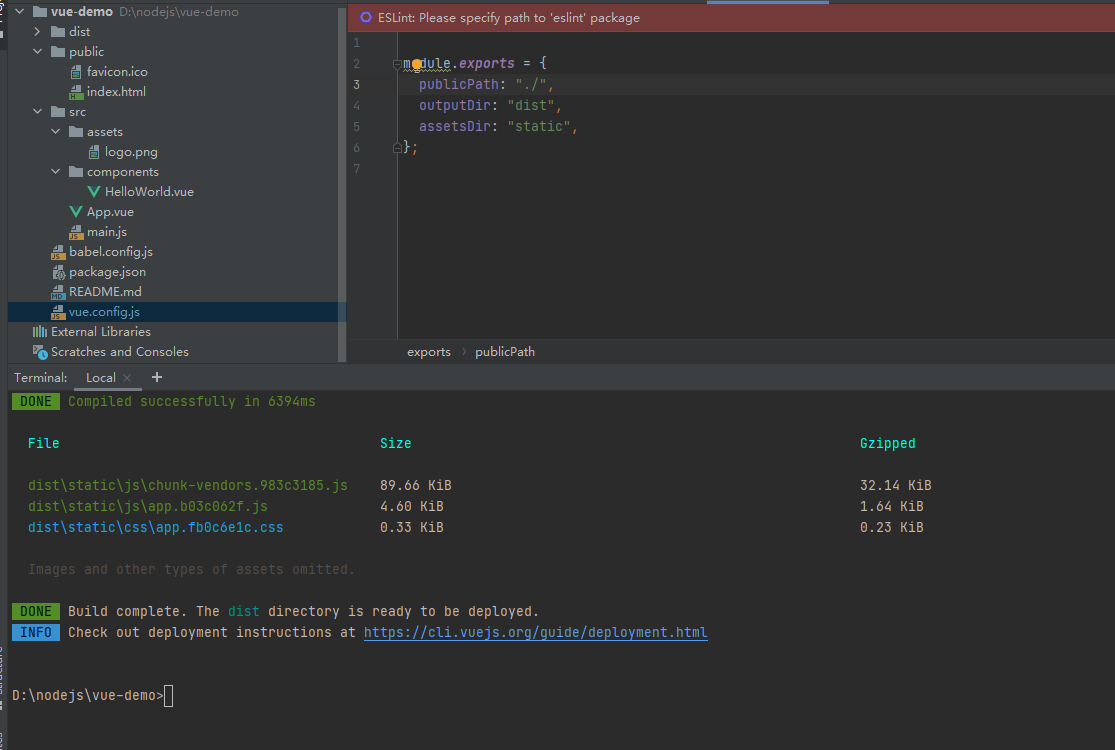 vue-demo D:\nodejs\vue-demo
dist
public
favicon.ico
index.html
src
assets
logo.png
components
HelloWorld.vue
App.vue
main.js
babel.config.js
package.json
README.md
vue.config.js
External Libraries
Scratches and Consoles
ESLint: Please specify path to 'eslint' package
1
2 module.exports = {
3 publicPath: "./",
4 outputDir: "dist",
5 assetsDir: "static",
6 };
7
exports › publicPath
Terminal: Local × +
DONE Compiled successfully in 6394ms
File Size Gzipped
dist\static\js\chunk-vendors.983c3185.js 89.66 KiB 32.14 KiB
dist\static\js\app.b03c062f.js 4.60 KiB 1.64 KiB
dist\static\css\app.fb0c6e1c.css 0.33 KiB 0.23 KiB
Images and other types of assets omitted.
DONE Build complete. The dist directory is ready to be deployed.
INFO Check out deployment instructions at https://cli.vuejs.org/guide/deployment.html
D:\nodejs\vue-demo>